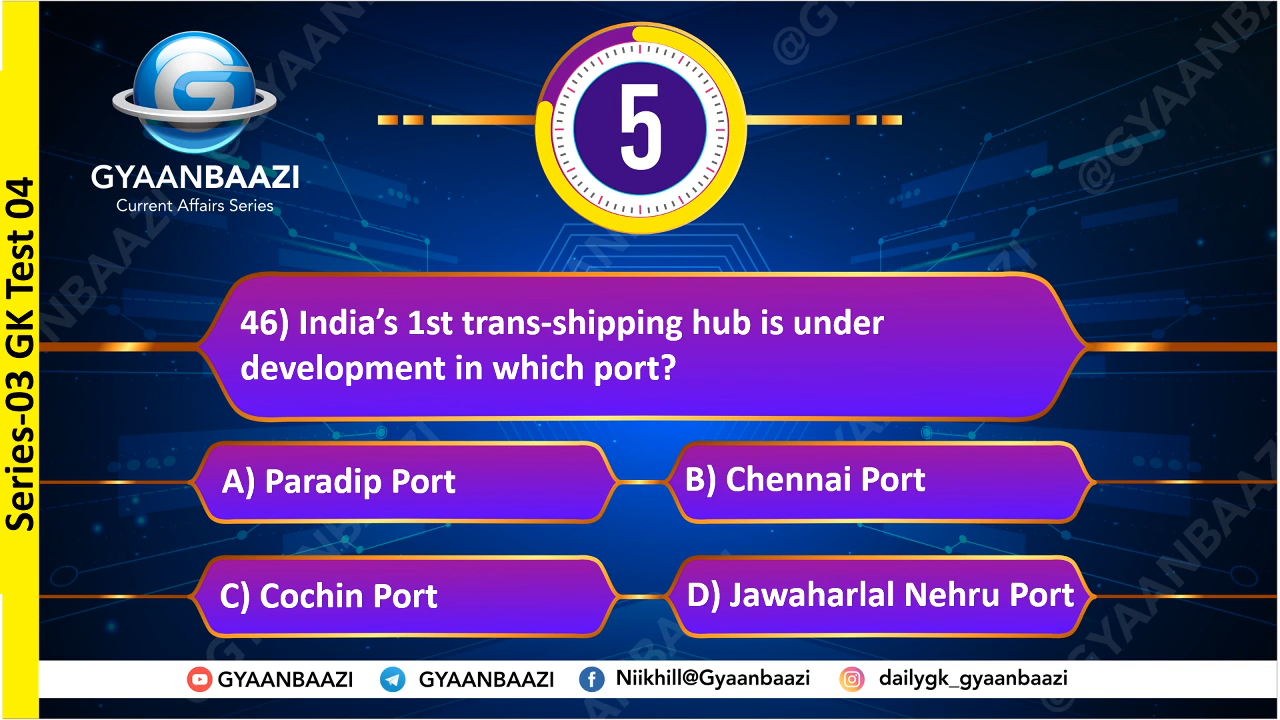 Series-03 GK Test 04
G
GYAANBAAZI
Current Affairs Series
5
46) India’s 1st trans-shipping hub is under
development in which port?
A) Paradip Port
B) Chennai Port
C) Cochin Port
D) Jawaharlal Nehru Port
GYAANBAAZI GYAANBAAZI Niikhill@Gyaanbaazi dailygk_gyaanbaazi
@GYAANBAAZI